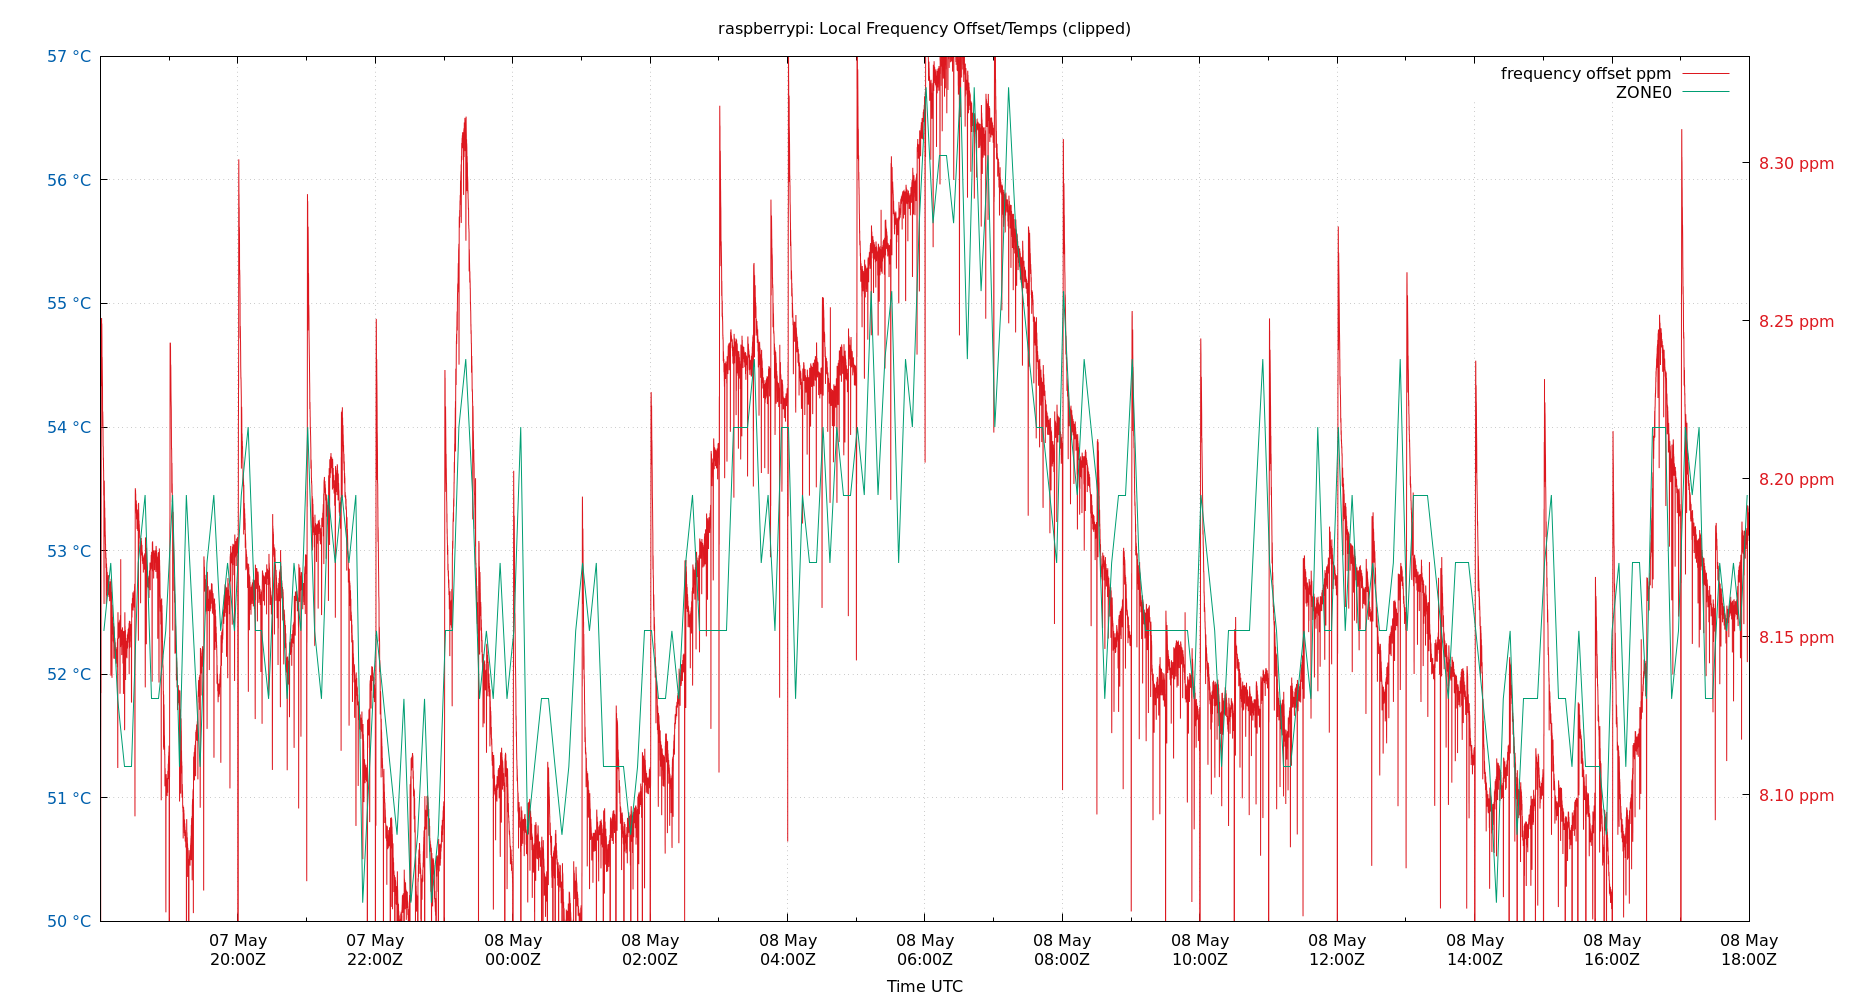 raspberrypi: Local Frequency Offset/Temps (clipped)
frequency offset ppm
ZONE0
57 °C
56 °C
55 °C
54 °C
53 °C
52 °C
51 °C
50 °C
8.30 ppm
8.25 ppm
8.20 ppm
8.15 ppm
8.10 ppm
07 May 07 May 08 May 08 May 08 May 08 May 08 May 08 May 08 May 08 May 08 May 08 May
20:00Z 22:00Z 00:00Z 02:00Z 04:00Z 06:00Z 08:00Z 10:00Z 12:00Z 14:00Z 16:00Z 18:00Z
Time UTC